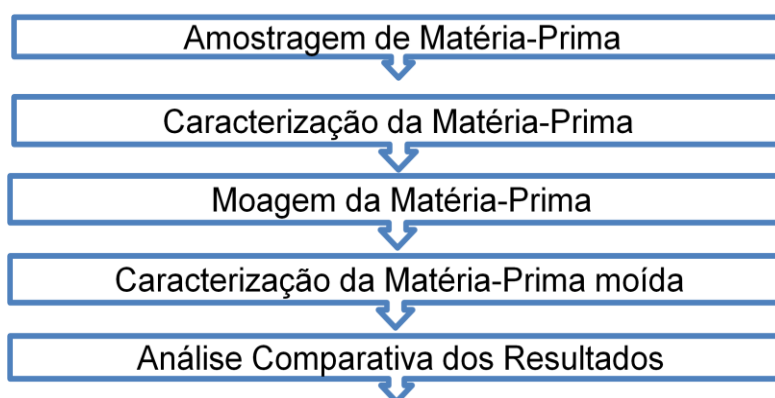 Amostragem de Matéria-Prima
Caracterização da Matéria-Prima
Moagem da Matéria-Prima
Caracterização da Matéria-Prima moída
Análise Comparativa dos Resultados